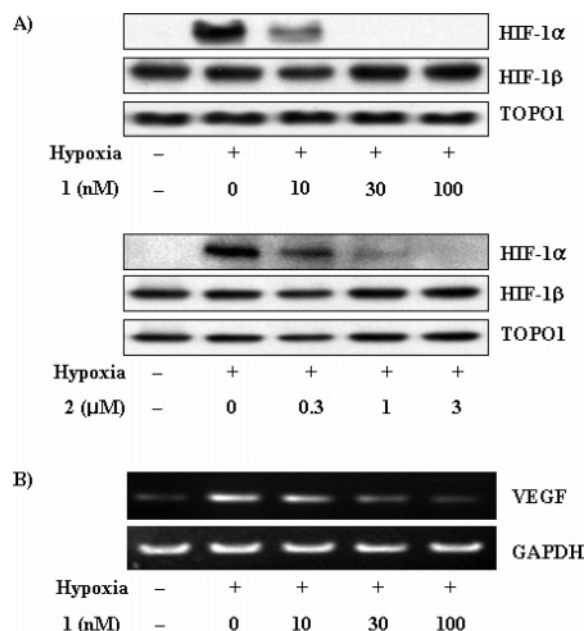 A)
HIF-1α
HIF-1β
TOPO1
Hypoxia – + + + +
1 (nM) – 0 10 30 100
HIF-1α
HIF-1β
TOPO1
Hypoxia – + + + +
2 (μM) – 0 0.3 1 3
B)
VEGF
GAPDH
Hypoxia – + + + +
1 (nM) – 0 10 30 100